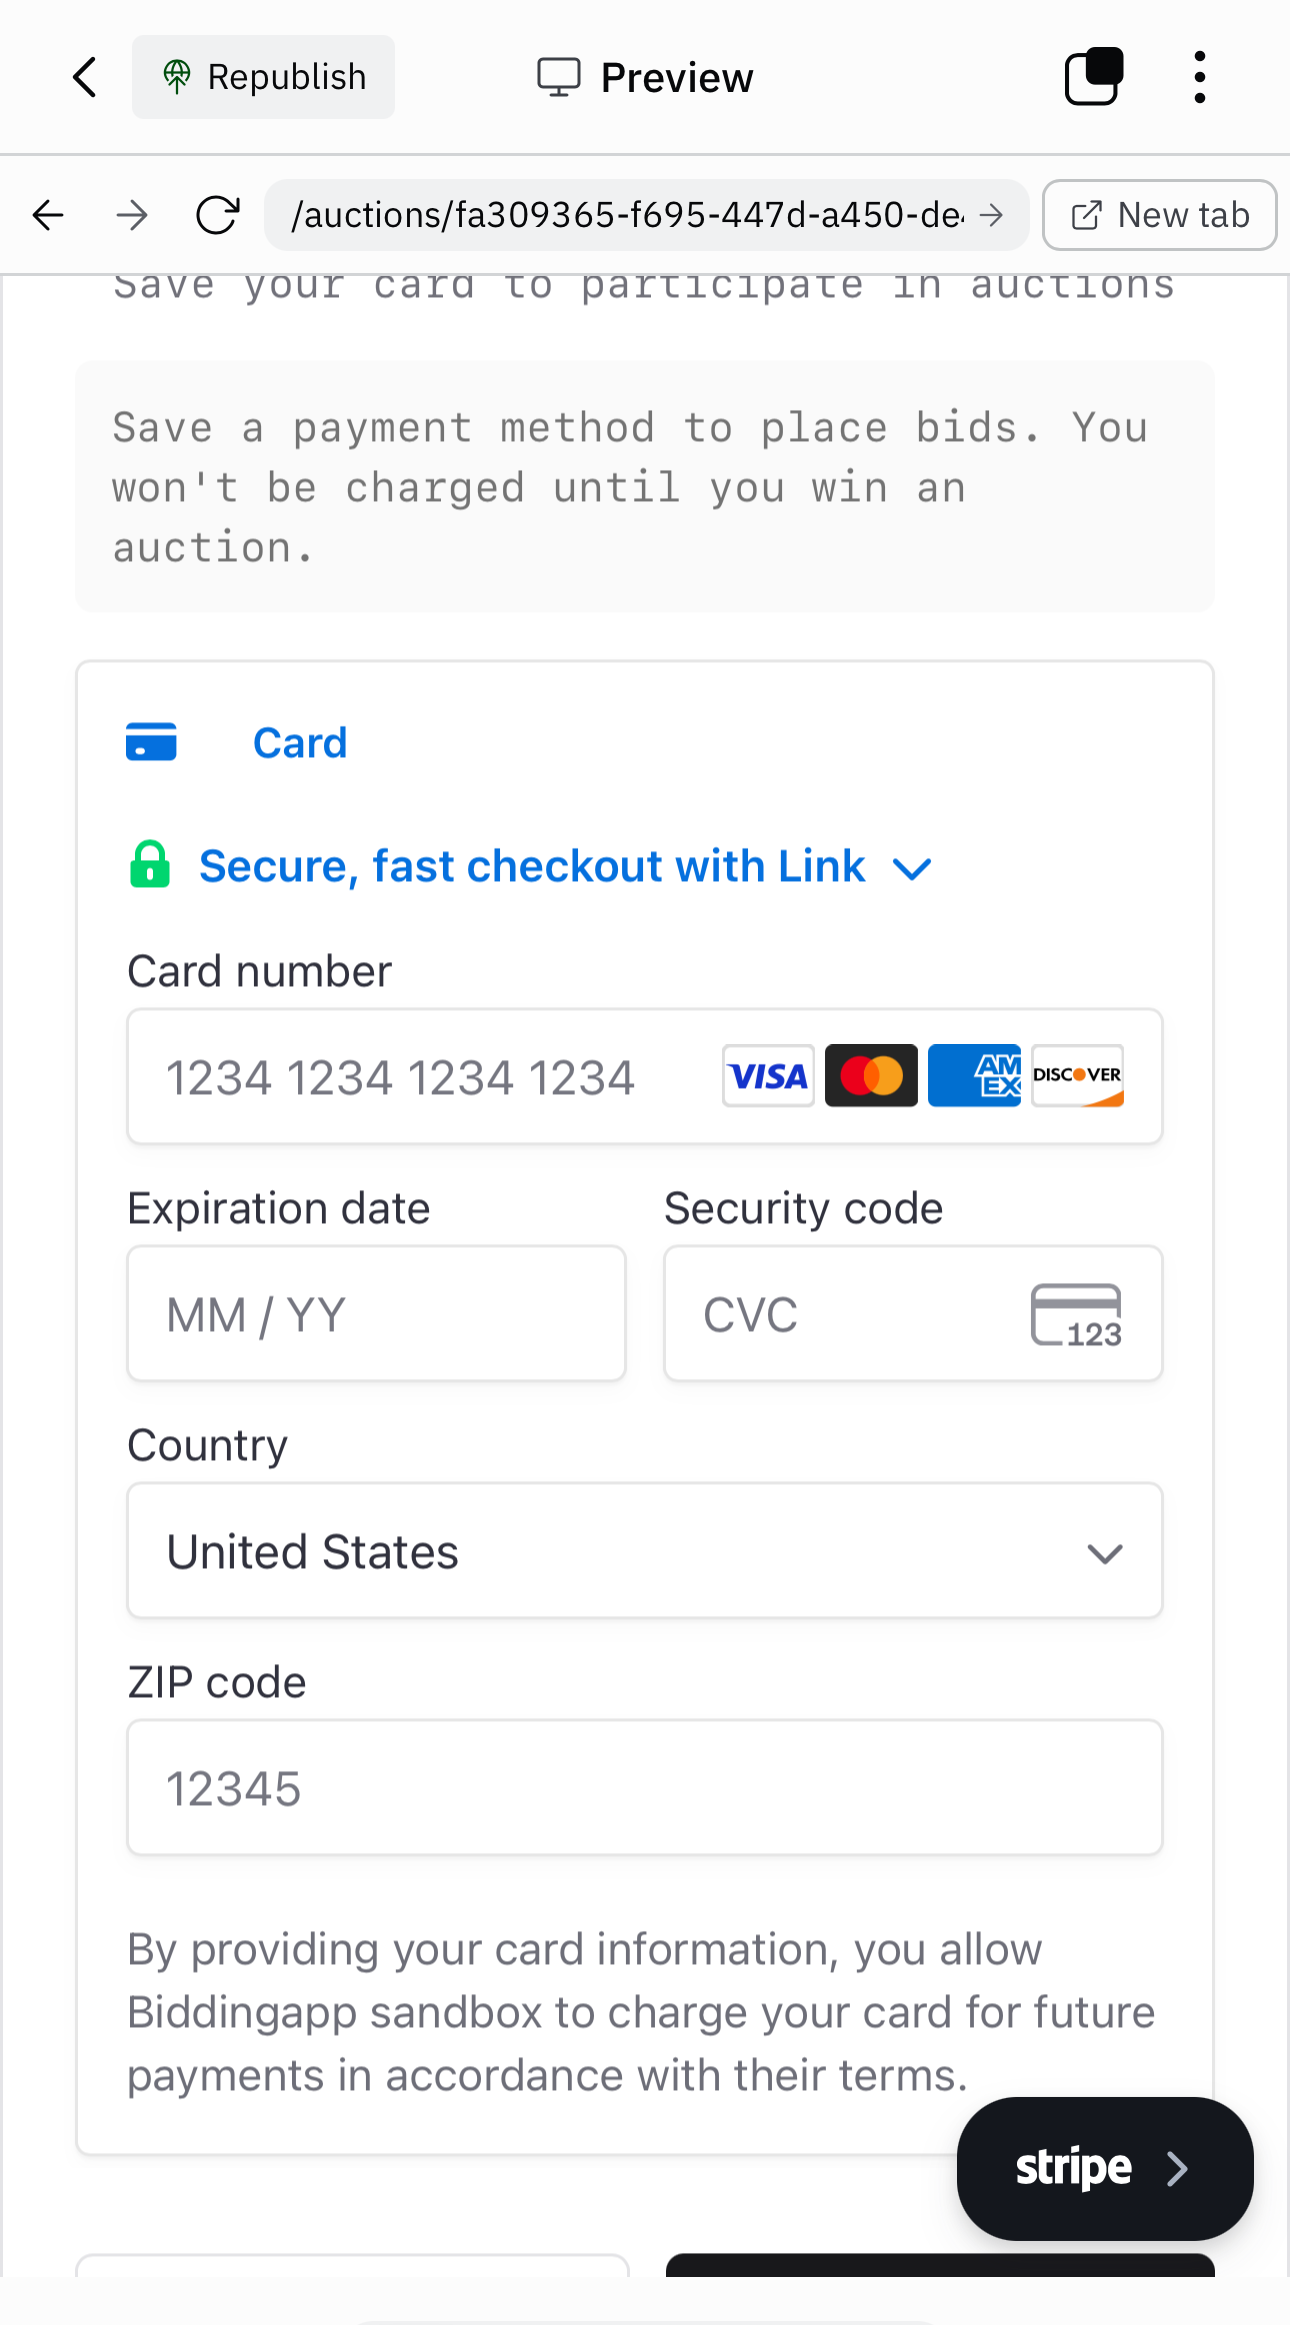 Republish
Preview
/auctions/fa309365-f695-447d-a450-de
New tab
Save your card to participate in auctions
Save a payment method to place bids. You
won't be charged until you win an
auction.
Card
Secure, fast checkout with Link
Card number
1234 1234 1234 1234
VISA
AM
EX
DISCOVER
Expiration date
Security code
MM / YY
CVC
123
Country
United States
ZIP code
12345
By providing your card information, you allow
Biddingapp sandbox to charge your card for future
payments in accordance with their terms.
stripe